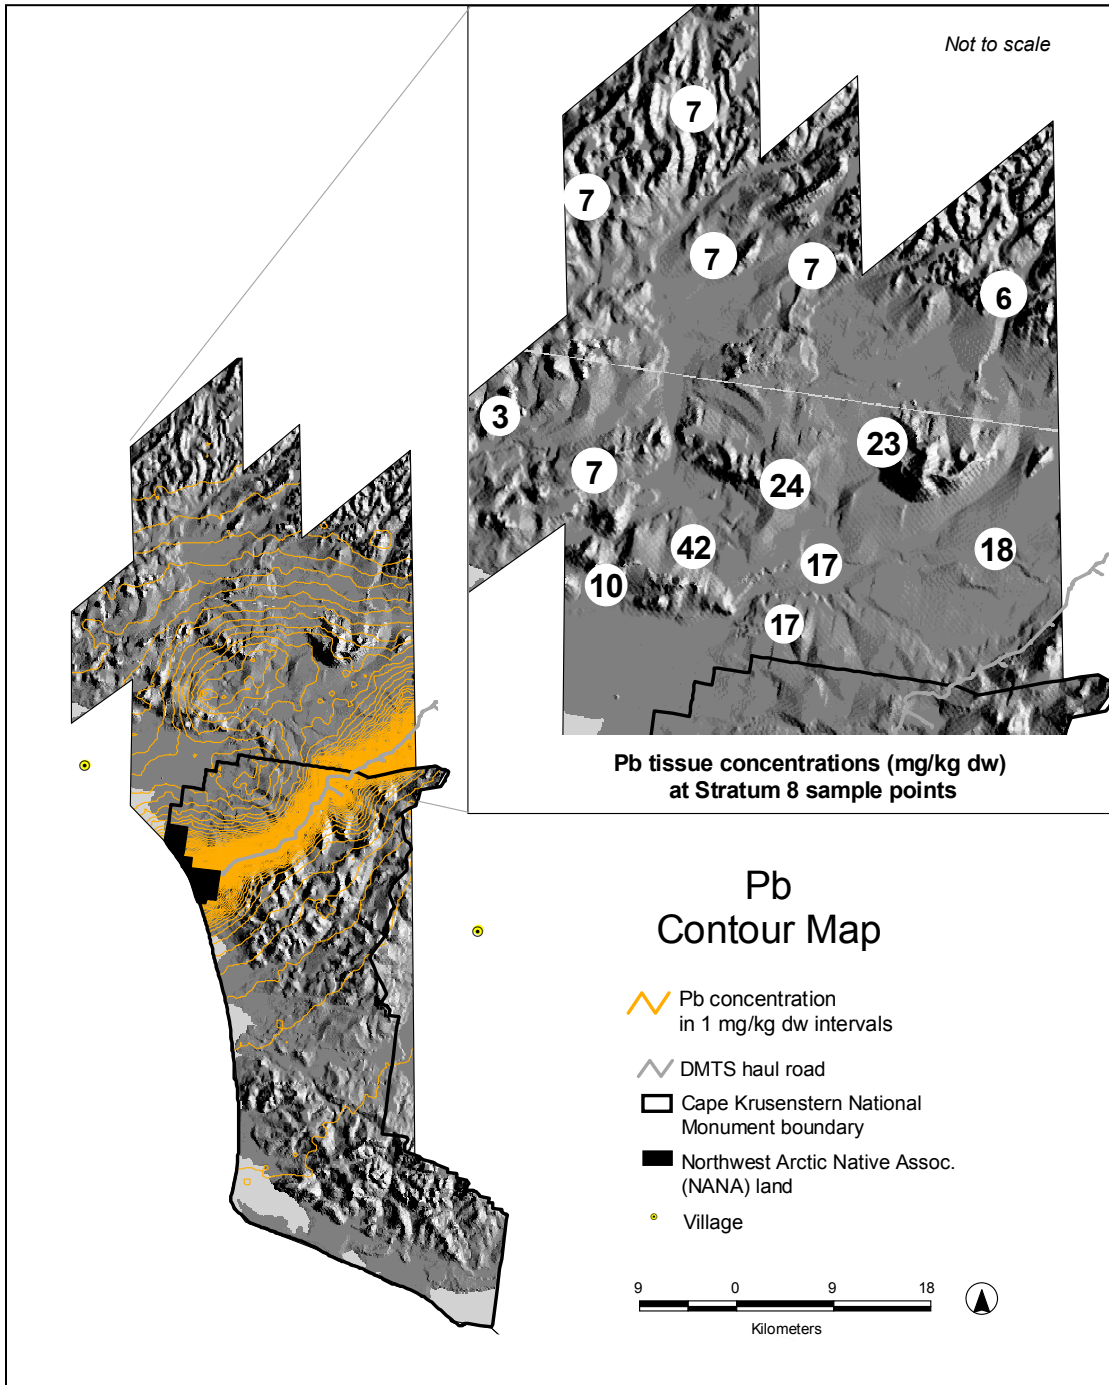 Not to scale
7
7
7
7
6
3
23
7
24
42
17
18
10
17
Pb tissue concentrations (mg/kg dw)
at Stratum 8 sample points
Pb
Contour Map
Pb concentration
in 1 mg/kg dw intervals
DMTS haul road
Cape Krusenstern National
Monument boundary
Northwest Arctic Native Assoc.
(NANA) land
Village
9 0 9 18
Kilometers